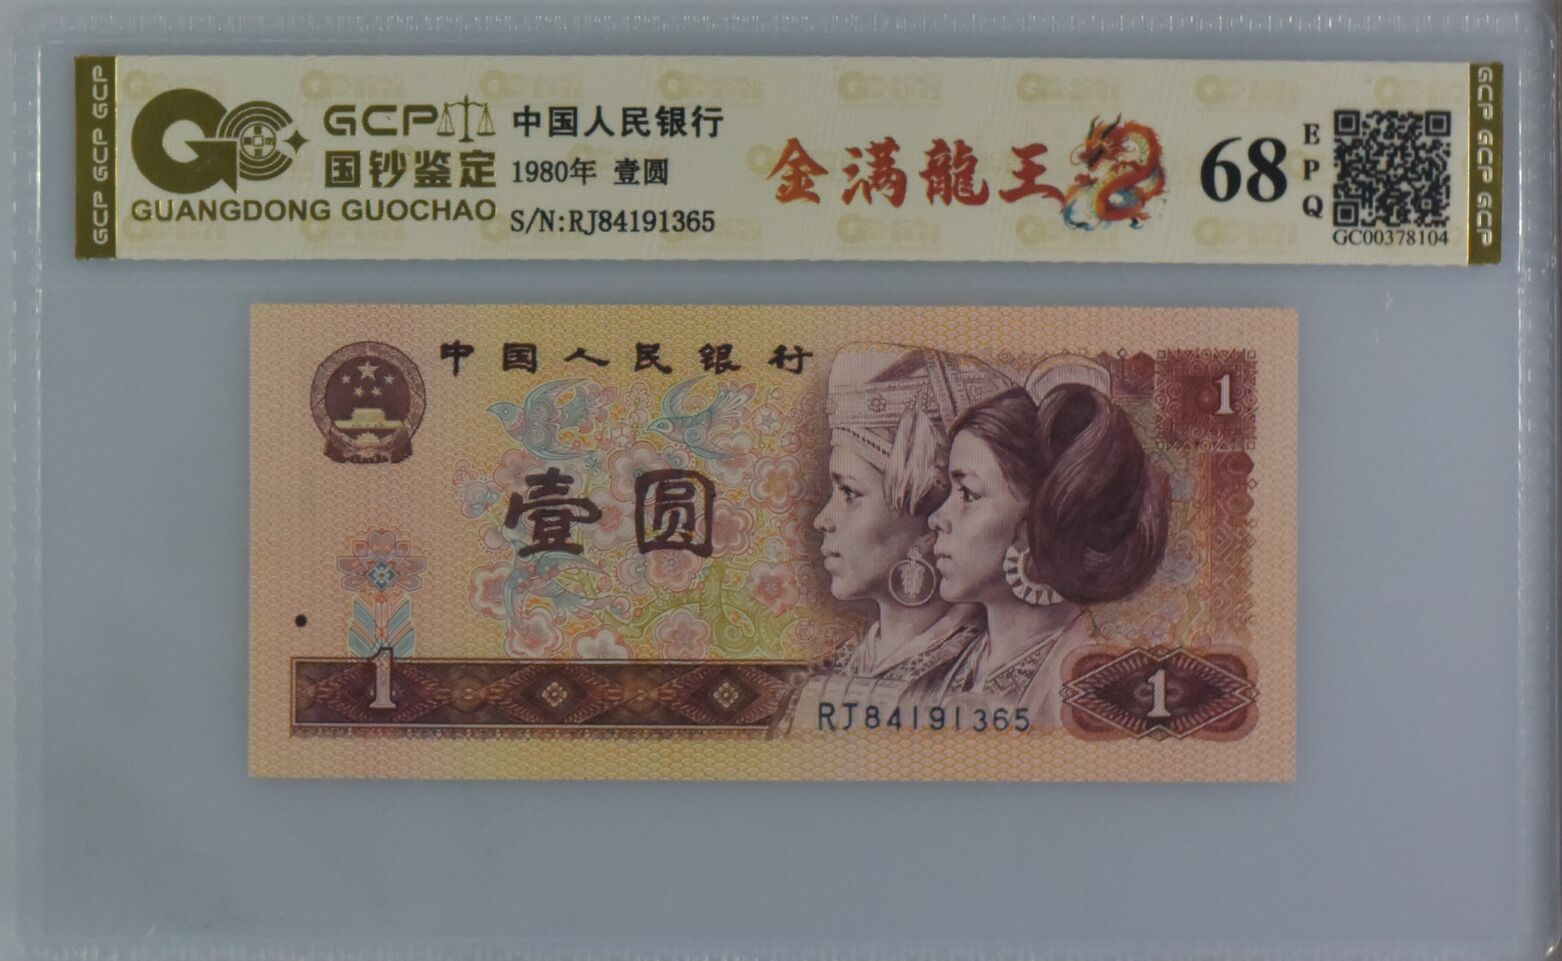 GCP GCP GCP
GCP
国钞鉴定
GUANGDONG GUOCHAO
中国人民银行
1980年 壹圆
S/N:RJ84191365
金满龍王
68
EPQ
GC00378104
GCP GCP GCP
中国人民银行
1
壹圆
1
RJ84191365
1